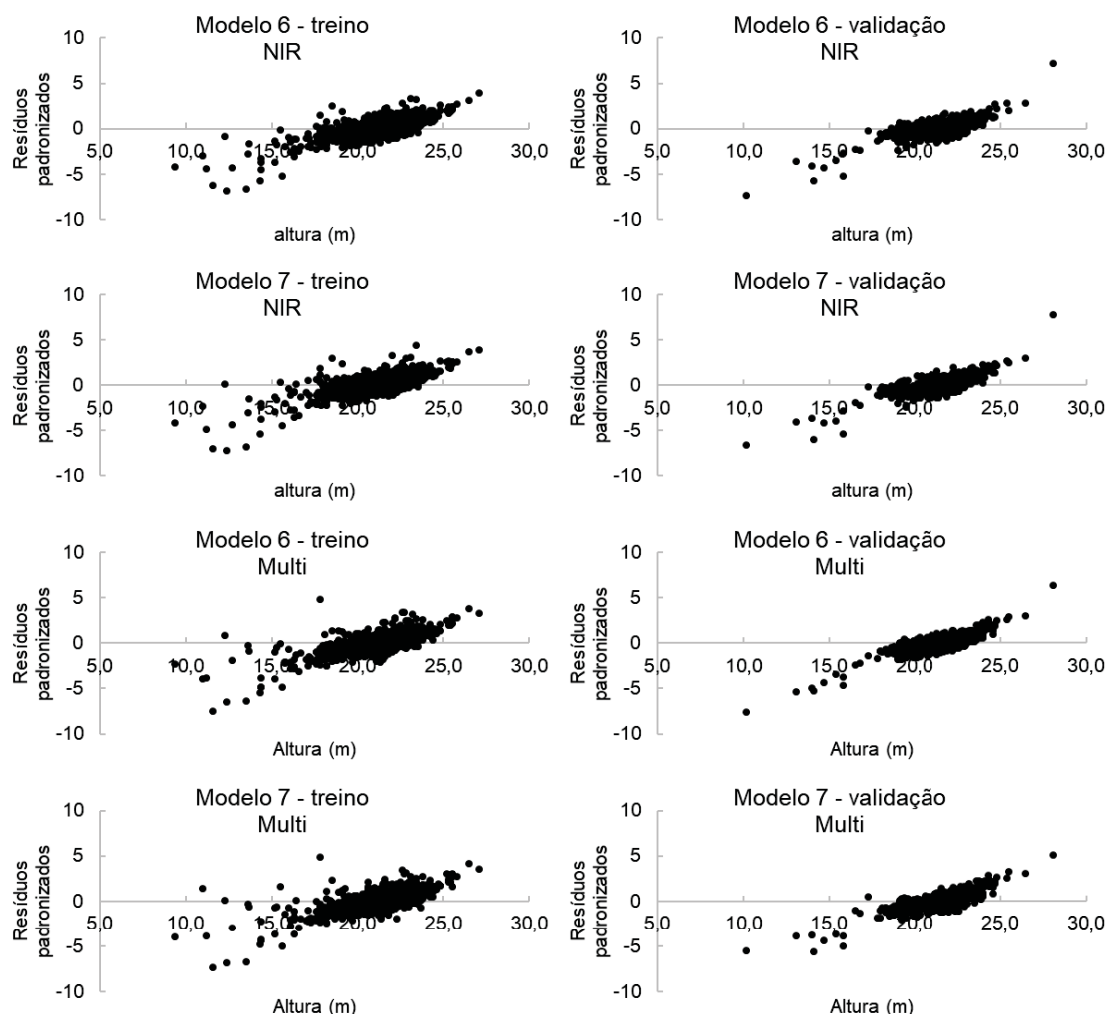 Modelo 6 - treino
NIR
Resíduos
padronizados
10
5
0
-5
-10
5,0 10,0 15,0 20,0 25,0 30,0
altura (m)
Modelo 6 - validação
NIR
Resíduos
padronizados
10
5
0
-5
-10
5,0 10,0 15,0 20,0 25,0 30,0
altura (m)
Modelo 7 - treino
NIR
Resíduos
padronizados
10
5
0
-5
-10
5,0 10,0 15,0 20,0 25,0 30,0
altura (m)
Modelo 7 - validação
NIR
Resíduos
padronizados
10
5
0
-5
-10
5,0 10,0 15,0 20,0 25,0 30,0
altura (m)
Modelo 6 - treino
Multi
Resíduos
padronizados
10
5
0
-5
-10
5,0 10,0 15,0 20,0 25,0 30,0
Altura (m)
Modelo 6 - validação
Multi
Resíduos
padronizados
10
5
0
-5
-10
5,0 10,0 15,0 20,0 25,0 30,0
Altura (m)
Modelo 7 - treino
Multi
Resíduos
padronizados
10
5
0
-5
-10
5,0 10,0 15,0 20,0 25,0 30,0
Altura (m)
Modelo 7 - validação
Multi
Resíduos
padronizados
10
5
0
-5
-10
5,0 10,0 15,0 20,0 25,0 30,0
Altura (m)